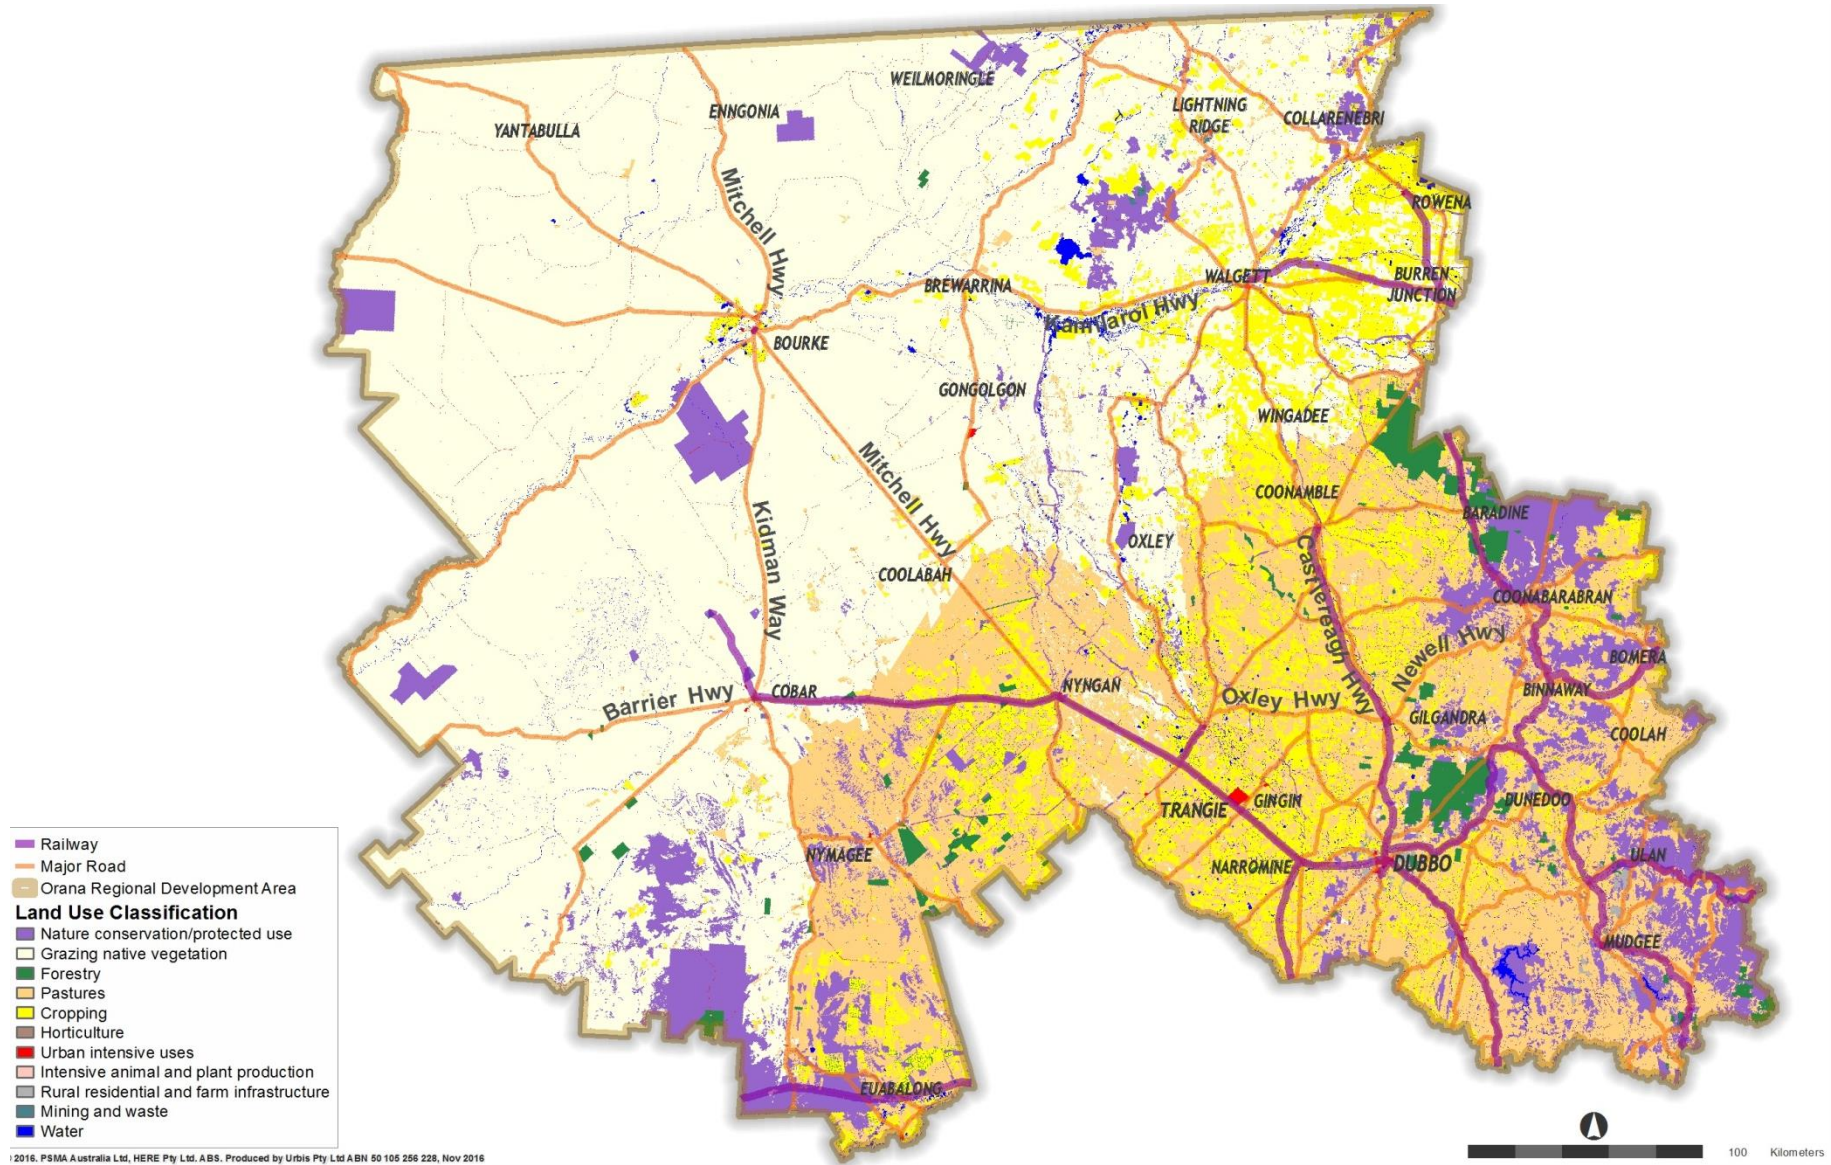 WEILMORINGLE
ENNGONIA
YANTABULLA
LIGHTNING
RIDGE
COLLARENEBRI
Mitchell Hwy
ROWENA
BREWARRINA
WALGETT
BURREN
JUNCTION
Kamilaroi Hwy
BOURKE
GONGOLGON
WINGADEE
Mitchell Hwy
COONAMBLE
BARADINE
Kidman Way
OXLEY
COOLABAH
Castlereagh Hwy
COONABARABRAN
Newell Hwy
BOMERA
BINNAWAY
COBAR
NYNGAN
Barrier Hwy
Oxley Hwy
GILGANDRA
COOLAH
TRANGIE
GINGIN
DUNEDOO
NYMAGEE
NARROMINE
DUBBO
ULAN
MUDGEE
EUABALONG
Railway
Major Road
Orana Regional Development Area
Land Use Classification
Nature conservation/protected use
Grazing native vegetation
Forestry
Pastures
Cropping
Horticulture
Urban intensive uses
Intensive animal and plant production
Rural residential and farm infrastructure
Mining and waste
Water
2016. PSMA Australia Ltd, HERE Pty Ltd. ABS. Produced by Urbis Pty Ltd ABN 50 105 256 228, Nov 2016
100 Kilometers